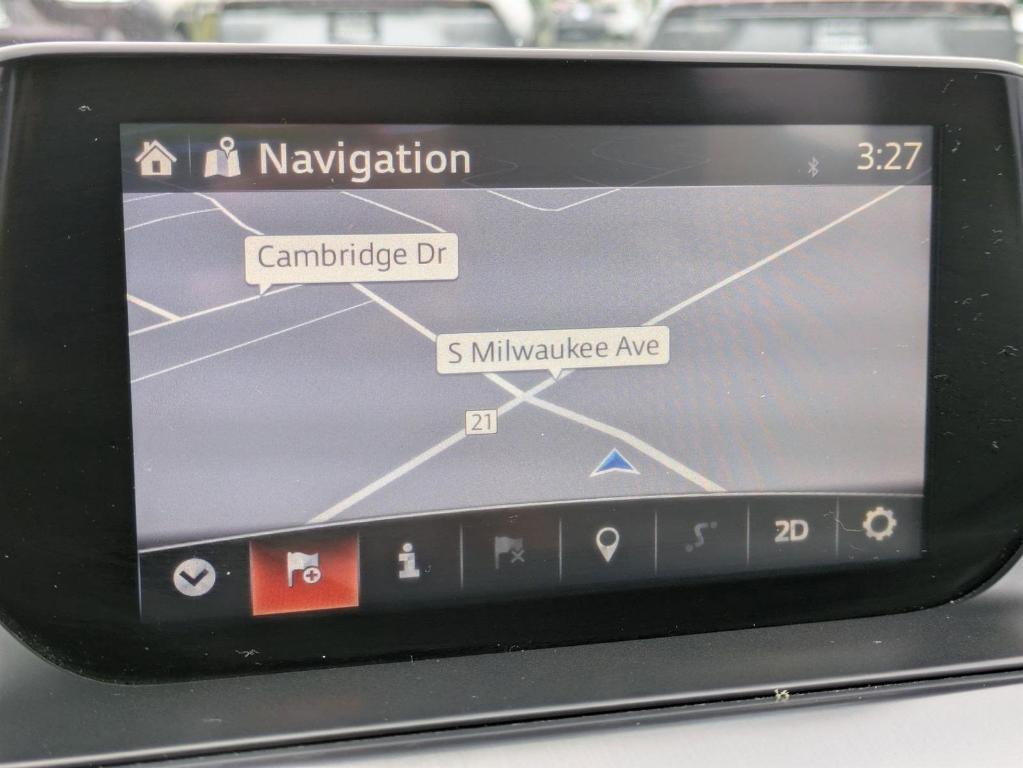 Navigation
3:27
Cambridge Dr
S Milwaukee Ave
21
2D